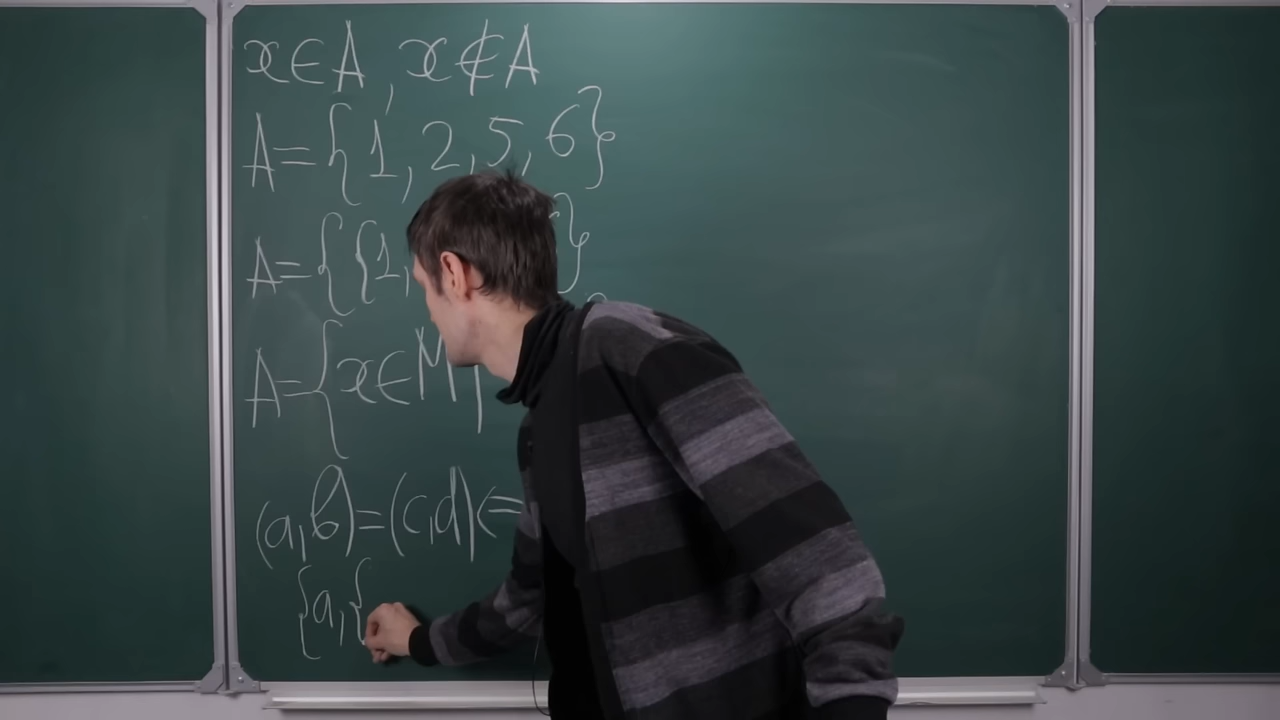 x∈A, x∉A
A={1, 2, 5, 6}
A={{1, }
A={x∈M|
(a,b)=(c,d)<=
{a,{